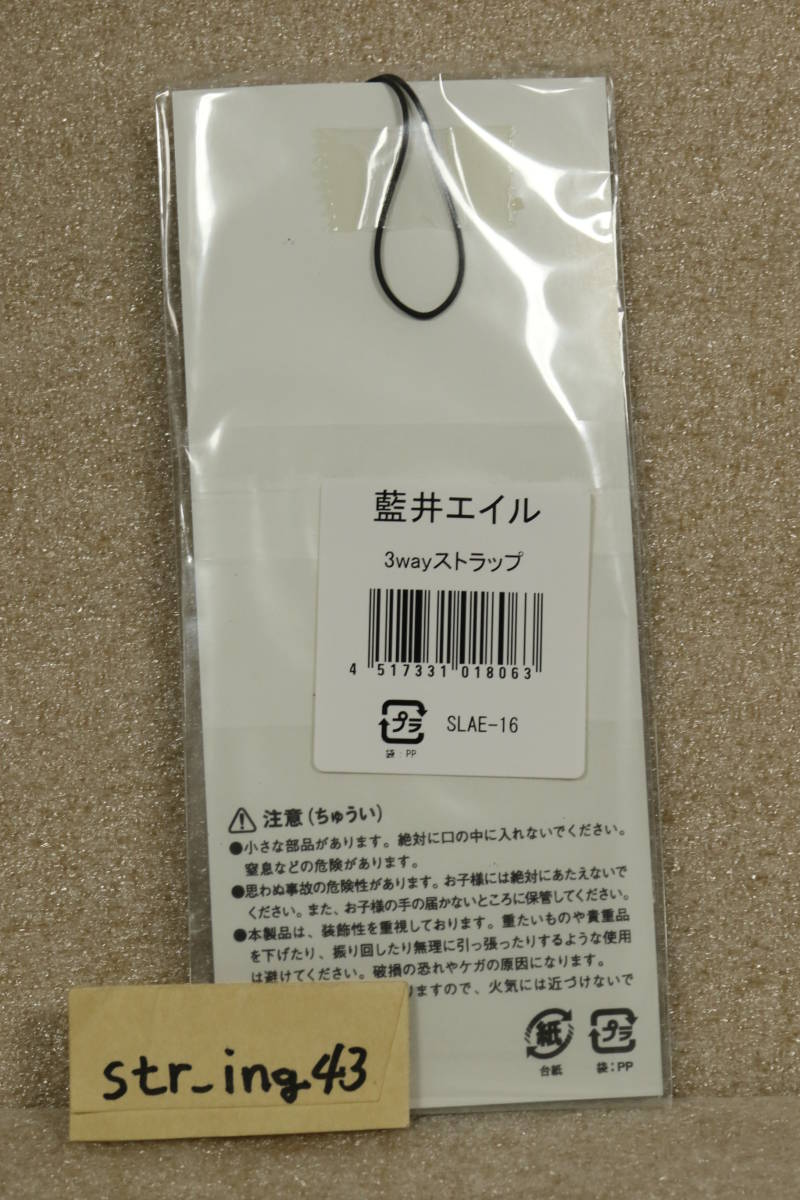 藍井エイル
3wayストラップ
4 517331 018063
プラ SLAE-16
袋:PP
注意(ちゅうい)
●小さな部品があります。絶対に口の中に入れないでください。
窒息などの危険があります。
●思わぬ事故の危険性があります。お子様には絶対にあたえないで
ください。また、お子様の手の届かないところに保管してください。
●本製品は、装飾性を重視しております。重たいものや貴重品
を下げたり、振り回したり無理に引っ張ったりするような使用
は避けてください。破損の恐れやケガの原因になります。
りますので、火気には近づけないで
紙 プラ
台紙 袋:PP
str_ing43